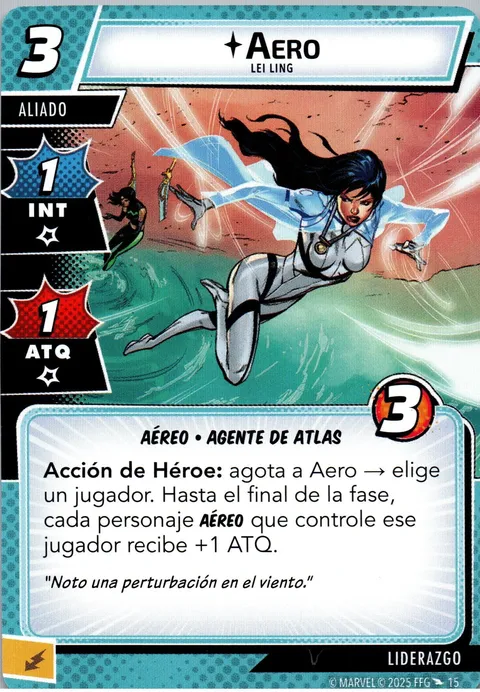 3
AERO
LEI LING
ALIADO
1
INT
1
ATQ
3
AÉREO • AGENTE DE ATLAS
Acción de Héroe: agota a Aero → elige
un jugador. Hasta el final de la fase,
cada personaje AÉREO que controle ese
jugador recibe +1 ATQ.
"Noto una perturbación en el viento."
LIDERAZGO
© MARVEL © 2025 FFG 15